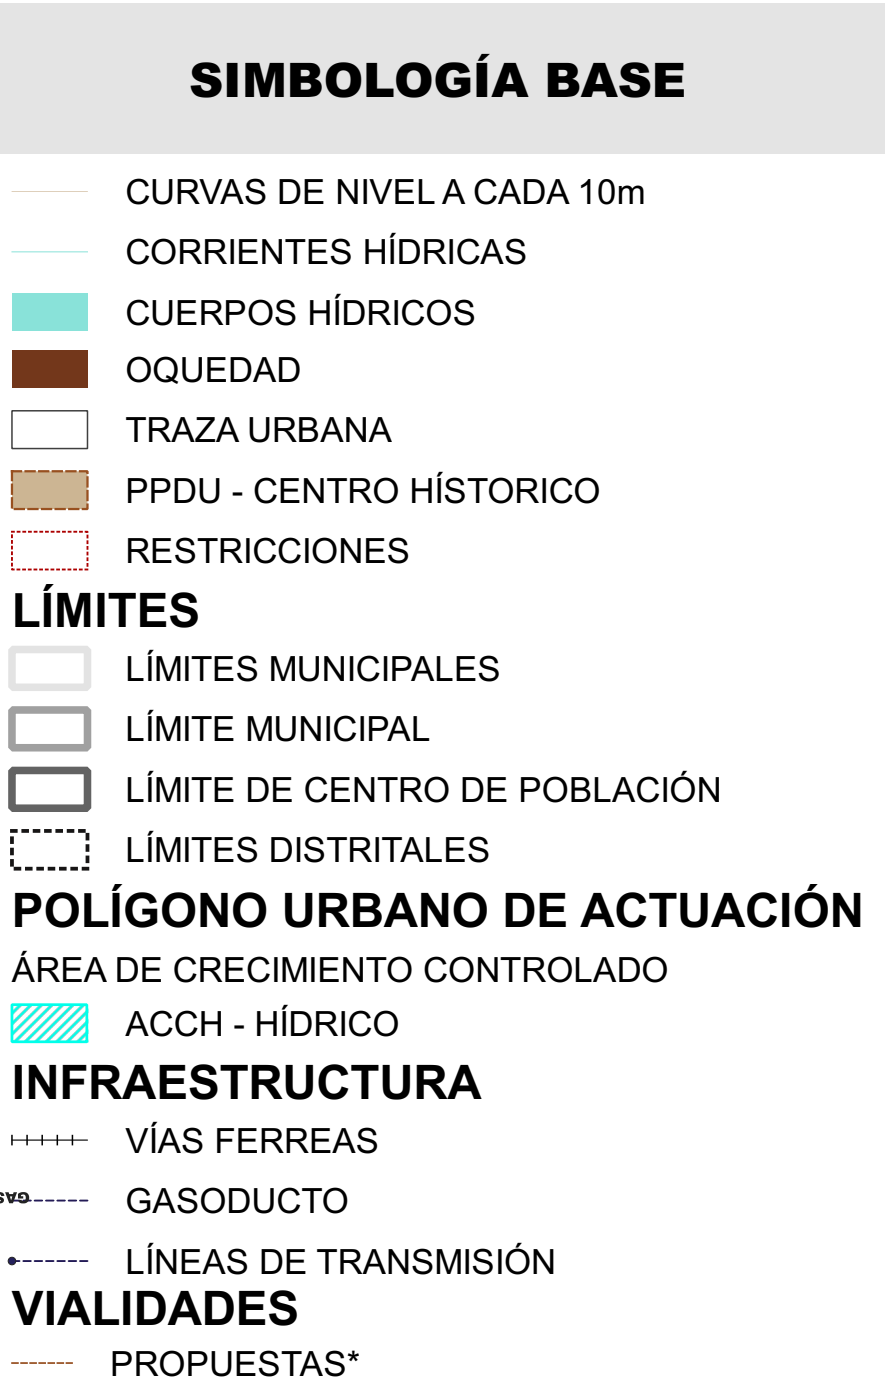 SIMBOLOGÍA BASE
CURVAS DE NIVEL A CADA 10m
CORRIENTES HÍDRICAS
CUERPOS HÍDRICOS
OQUEDAD
TRAZA URBANA
PPDU - CENTRO HÍSTORICO
RESTRICCIONES
LÍMITES
LÍMITES MUNICIPALES
LÍMITE MUNICIPAL
LÍMITE DE CENTRO DE POBLACIÓN
LÍMITES DISTRITALES
POLÍGONO URBANO DE ACTUACIÓN
ÁREA DE CRECIMIENTO CONTROLADO
ACCH - HÍDRICO
INFRAESTRUCTURA
VÍAS FERREAS
GAS GASODUCTO
LÍNEAS DE TRANSMISIÓN
VIALIDADES
PROPUESTAS*